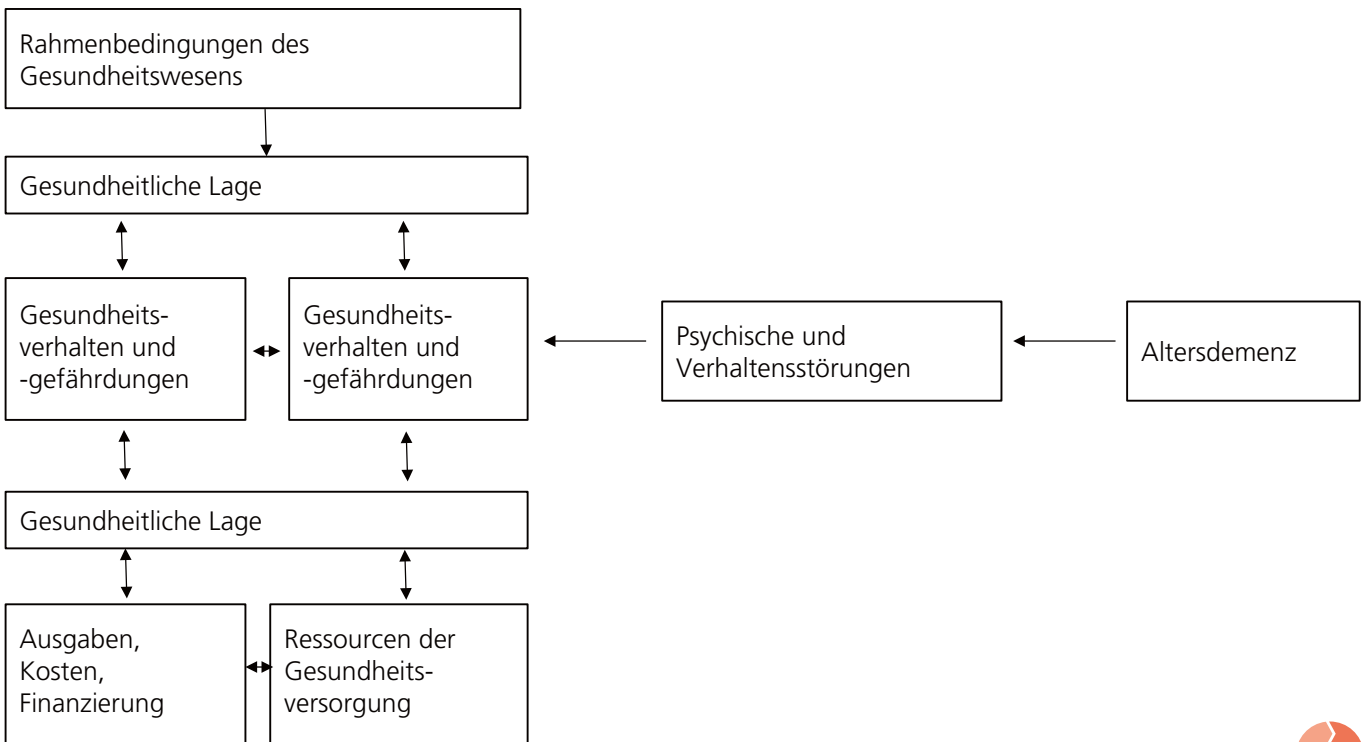 Rahmenbedingungen des
Gesundheitswesens
Gesundheitliche Lage
Gesundheits-
verhalten und
-gefährdungen
Gesundheits-
verhalten und
-gefährdungen
Psychische und
Verhaltensstörungen
Altersdemenz
Gesundheitliche Lage
Ausgaben,
Kosten,
Finanzierung
Ressourcen der
Gesundheits-
versorgung